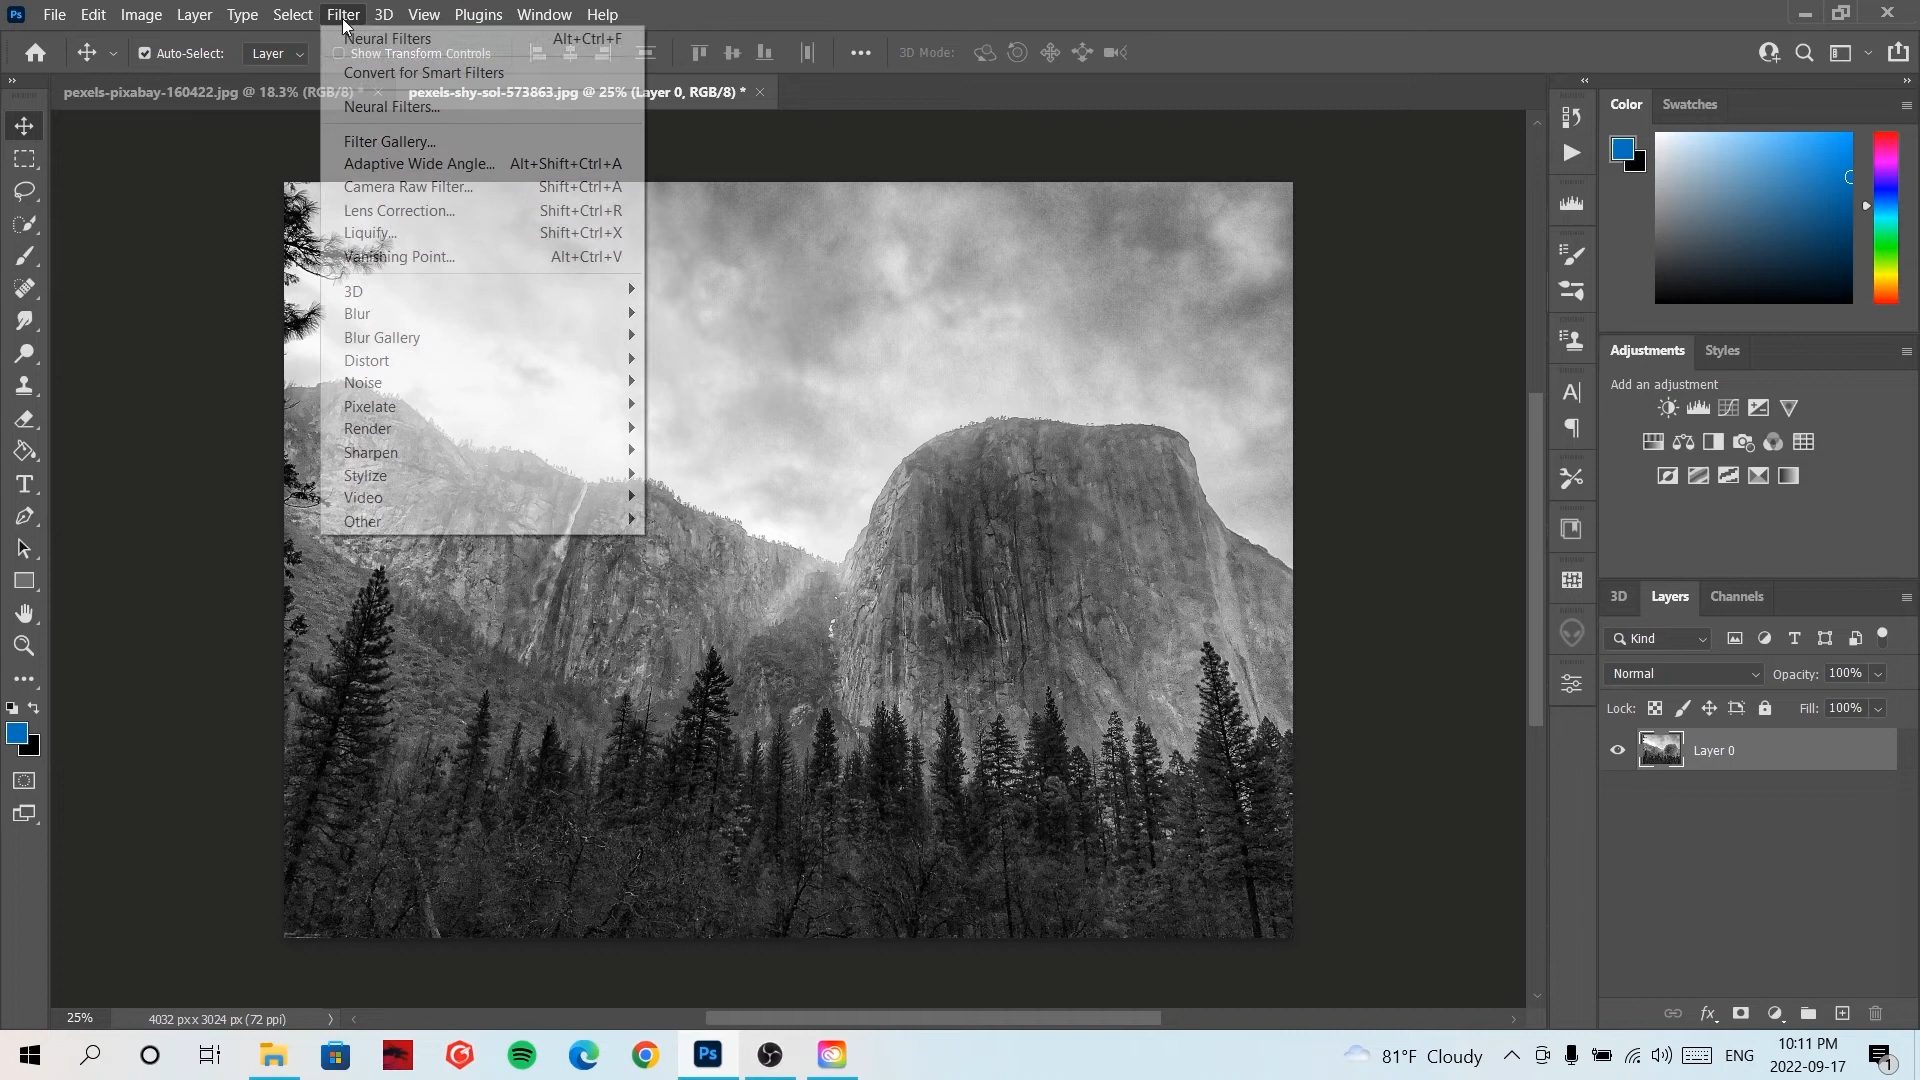 Ps File Edit Image Layer Type Select Filter 3D View Plugins Window Help
Auto-Select: Layer Show Transform Controls 3D Mode:
pexels-pixabay-160422.jpg @ 18.3% (RGB/8) *
pexels-shy-sol-573863.jpg @ 25% (Layer 0, RGB/8) *
Neural Filters Alt+Ctrl+F
Convert for Smart Filters
Neural Filters...
Filter Gallery...
Adaptive Wide Angle... Alt+Shift+Ctrl+A
Camera Raw Filter... Shift+Ctrl+A
Lens Correction... Shift+Ctrl+R
Liquify... Shift+Ctrl+X
Vanishing Point... Alt+Ctrl+V
3D
Blur
Blur Gallery
Distort
Noise
Pixelate
Render
Sharpen
Stylize
Video
Other
Color Swatches
Adjustments Styles
Add an adjustment
3D Layers Channels
Kind
Normal Opacity: 100%
Lock: Fill: 100%
Layer 0
25% 4032 px x 3024 px (72 ppi)
Ps 81°F Cloudy ENG 10:11 PM
2022-09-17
1